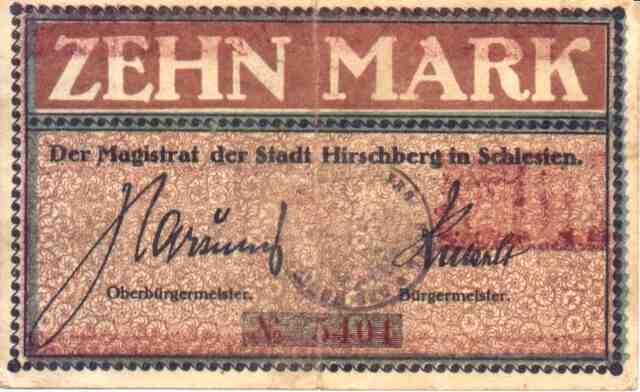 ZEHN MARK
Der Magistrat der Stadt Hirschberg in Schlesien.
Oberbürgermeister.
Bürgermeister.
№ 5401